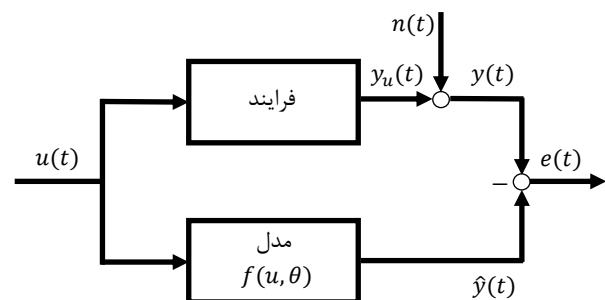 n(t)
y_u(t)
y(t)
فرایند
u(t)
e(t)
−
مدل
f(u, θ)
ŷ(t)